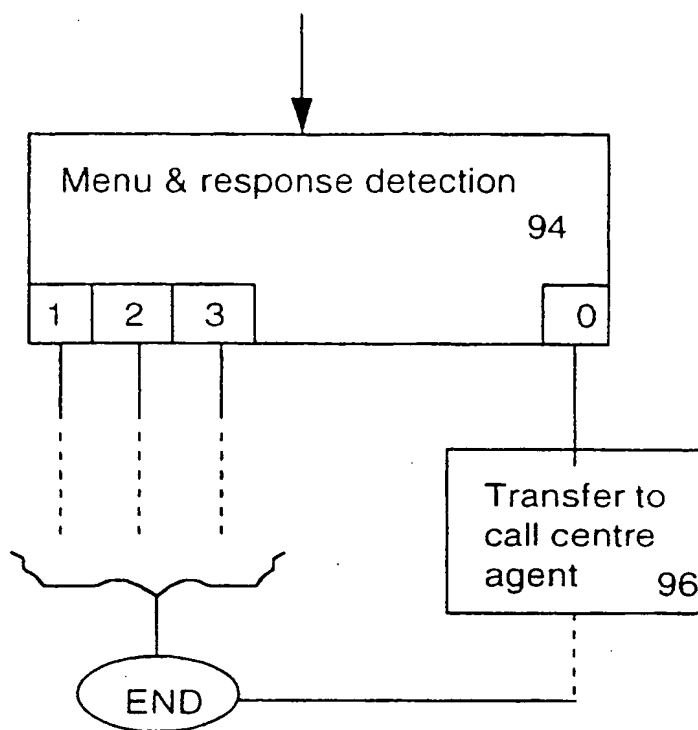 Menu & response detection
94
1 2 3 0
Transfer to
call centre
agent 96
END